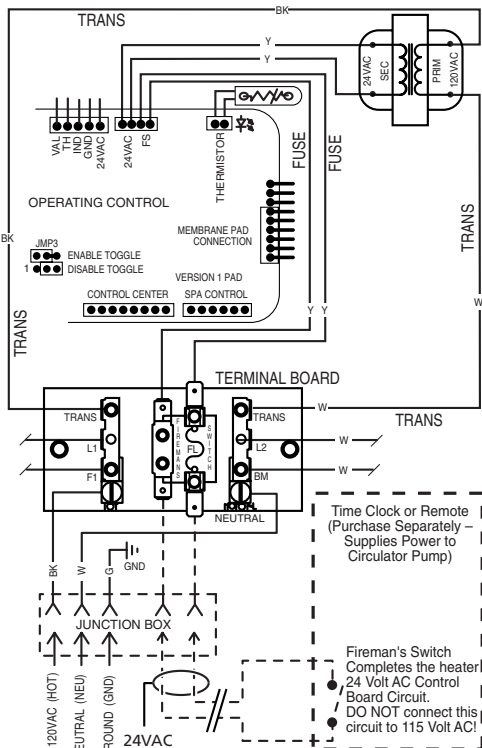 TRANS
BK
Y
Y
24VAC
SEC
PRIM
120VAC
VAL
TH
IND
GND
24VAC
24VAC
FS
THERMISTOR
FUSE
FUSE
OPERATING CONTROL
MEMBRANE PAD
CONNECTION
BK
JMP3
ENABLE TOGGLE
1
DISABLE TOGGLE
VERSION 1 PAD
CONTROL CENTER
SPA CONTROL
TRANS
W
TRANS
Y
Y
TERMINAL BOARD
TRANS
FIREMANS
SWITCH
TRANS
W
TRANS
L1
FL
L2
W
F1
BM
W
NEUTRAL
BK
W
G
GND
JUNCTION BOX
120VAC (HOT)
EUTRAL (NEU)
ROUND (GND)
24VAC
Time Clock or Remote
(Purchase Separately –
Supplies Power to
Circulator Pump)
Fireman's Switch
Completes the heater
24 Volt AC Control
Board Circuit.
DO NOT connect this
circuit to 115 Volt AC!